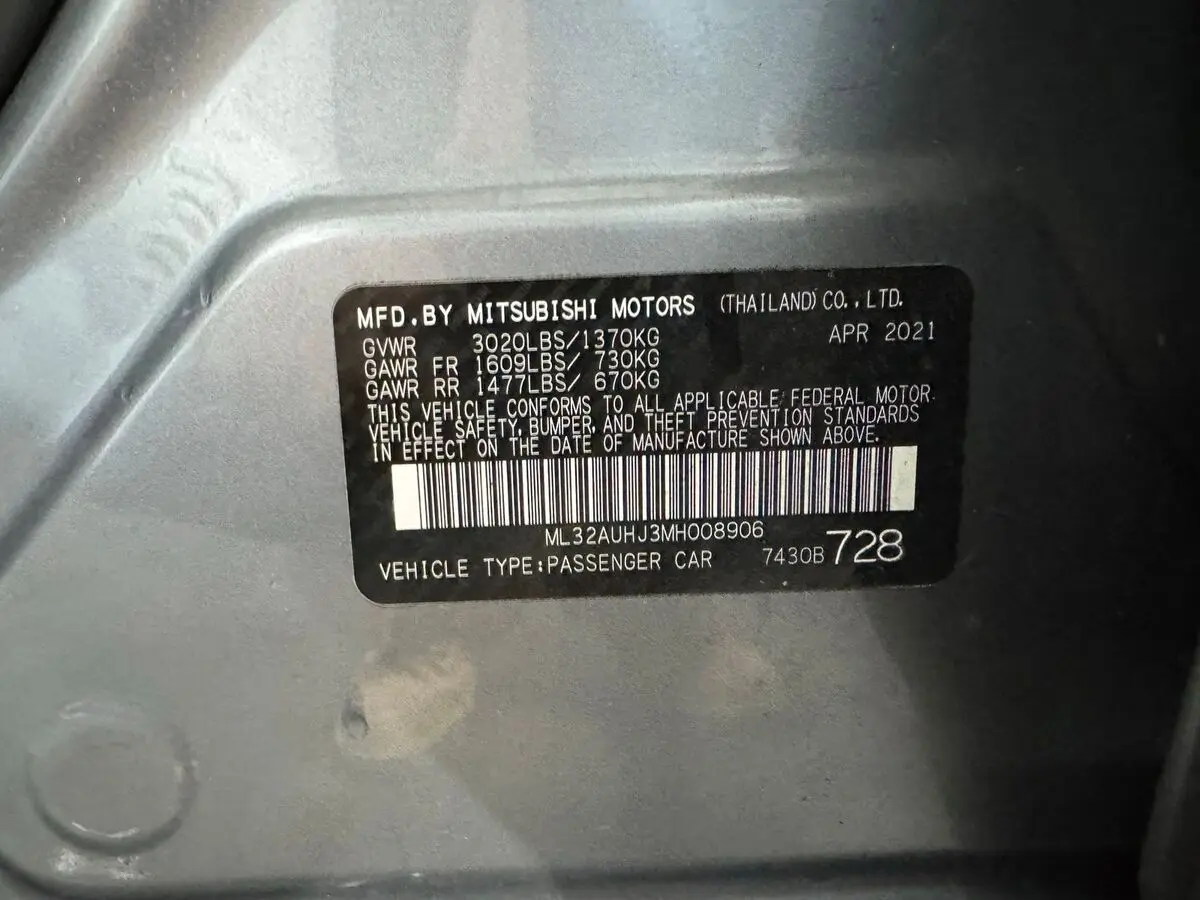 MFD.BY MITSUBISHI MOTORS (THAILAND) CO.,LTD.
GVWR 3020LBS/1370KG APR 2021
GAWR FR 1609LBS/ 730KG
GAWR RR 1477LBS/ 670KG
THIS VEHICLE CONFORMS TO ALL APPLICABLE FEDERAL MOTOR
VEHICLE SAFETY, BUMPER, AND THEFT PREVENTION STANDARDS
IN EFFECT ON THE DATE OF MANUFACTURE SHOWN ABOVE.
ML32AUHJ3MH008906
VEHICLE TYPE:PASSENGER CAR 7430B 728